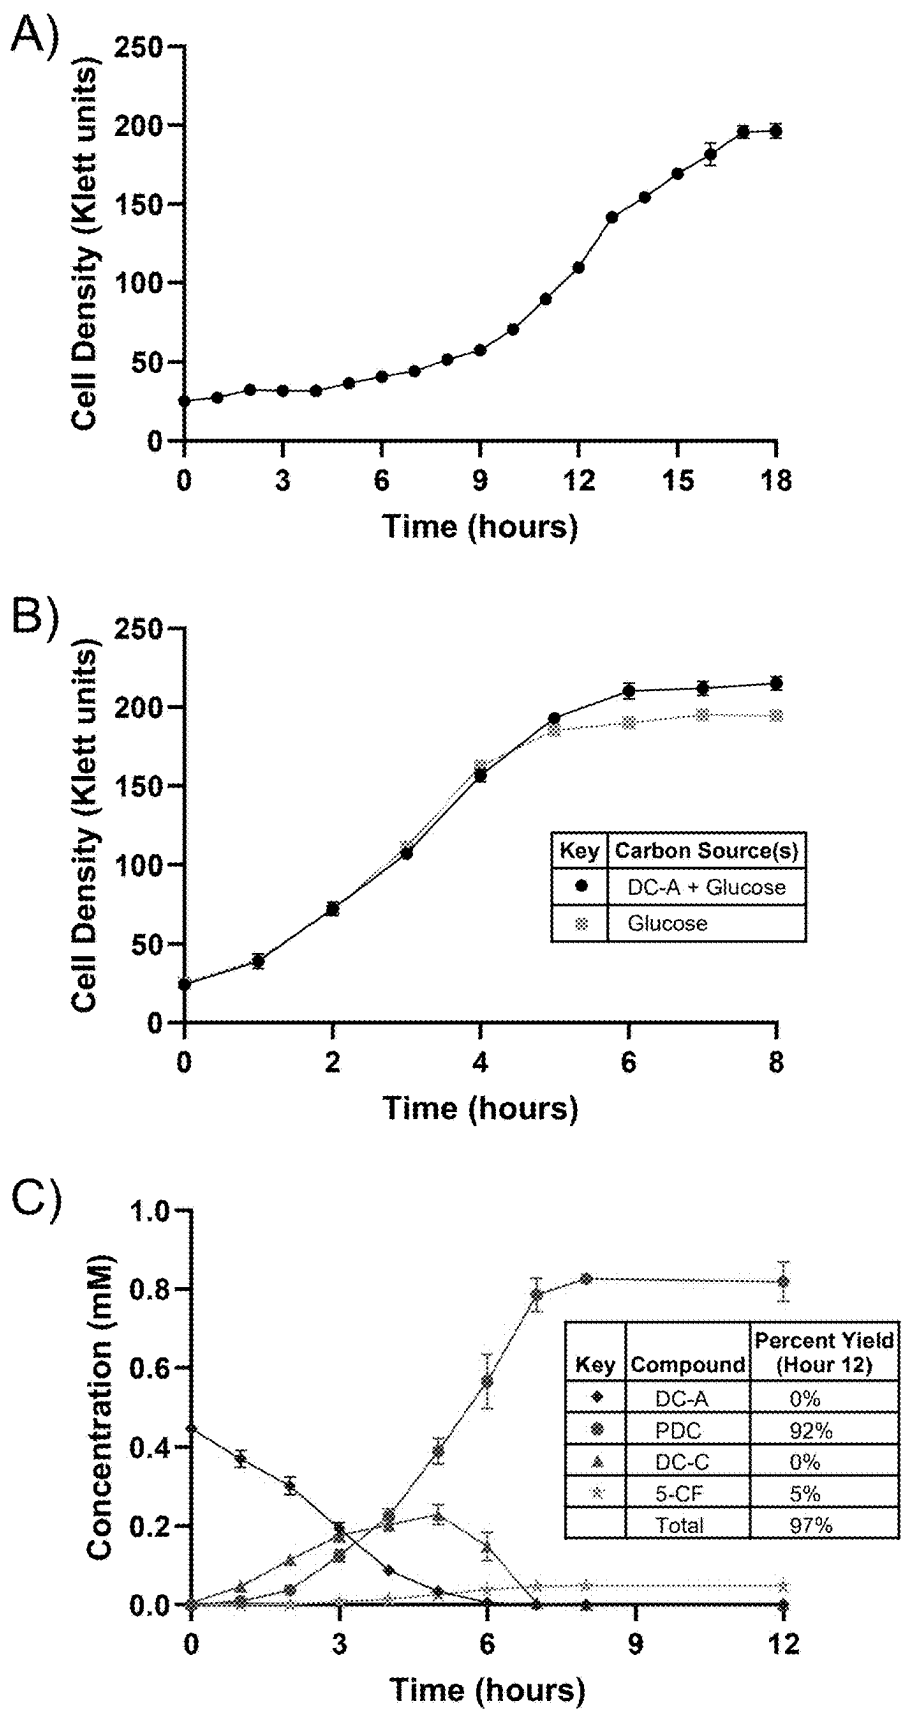 A)
Cell Density (Klett units)
250
200
150
100
50
0
0 3 6 9 12 15 18
Time (hours)
B)
Cell Density (Klett units)
250
200
150
100
50
0
Key Carbon Source(s)
DC-A + Glucose
Glucose
0 2 4 6 8
Time (hours)
C)
Concentration (mM)
1.0
0.8
0.6
0.4
0.2
0.0
Percent Yield
Key Compound (Hour 12)
DC-A 0%
PDC 92%
DC-C 0%
5-CF 5%
Total 97%
0 3 6 9 12
Time (hours)